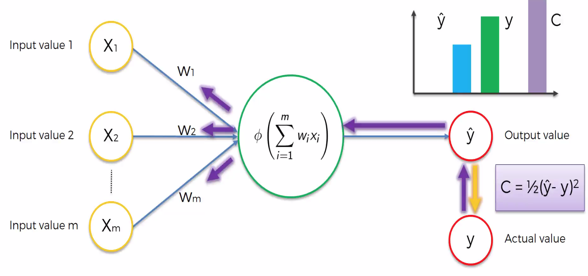 ŷ y C
Input value 1 X1 W1
Input value 2 X2 W2 ϕ(∑ᵢ₌₁ᵐ wᵢxᵢ) ŷ Output value
C = ½(ŷ- y)²
Input value m Xm Wm
y Actual value